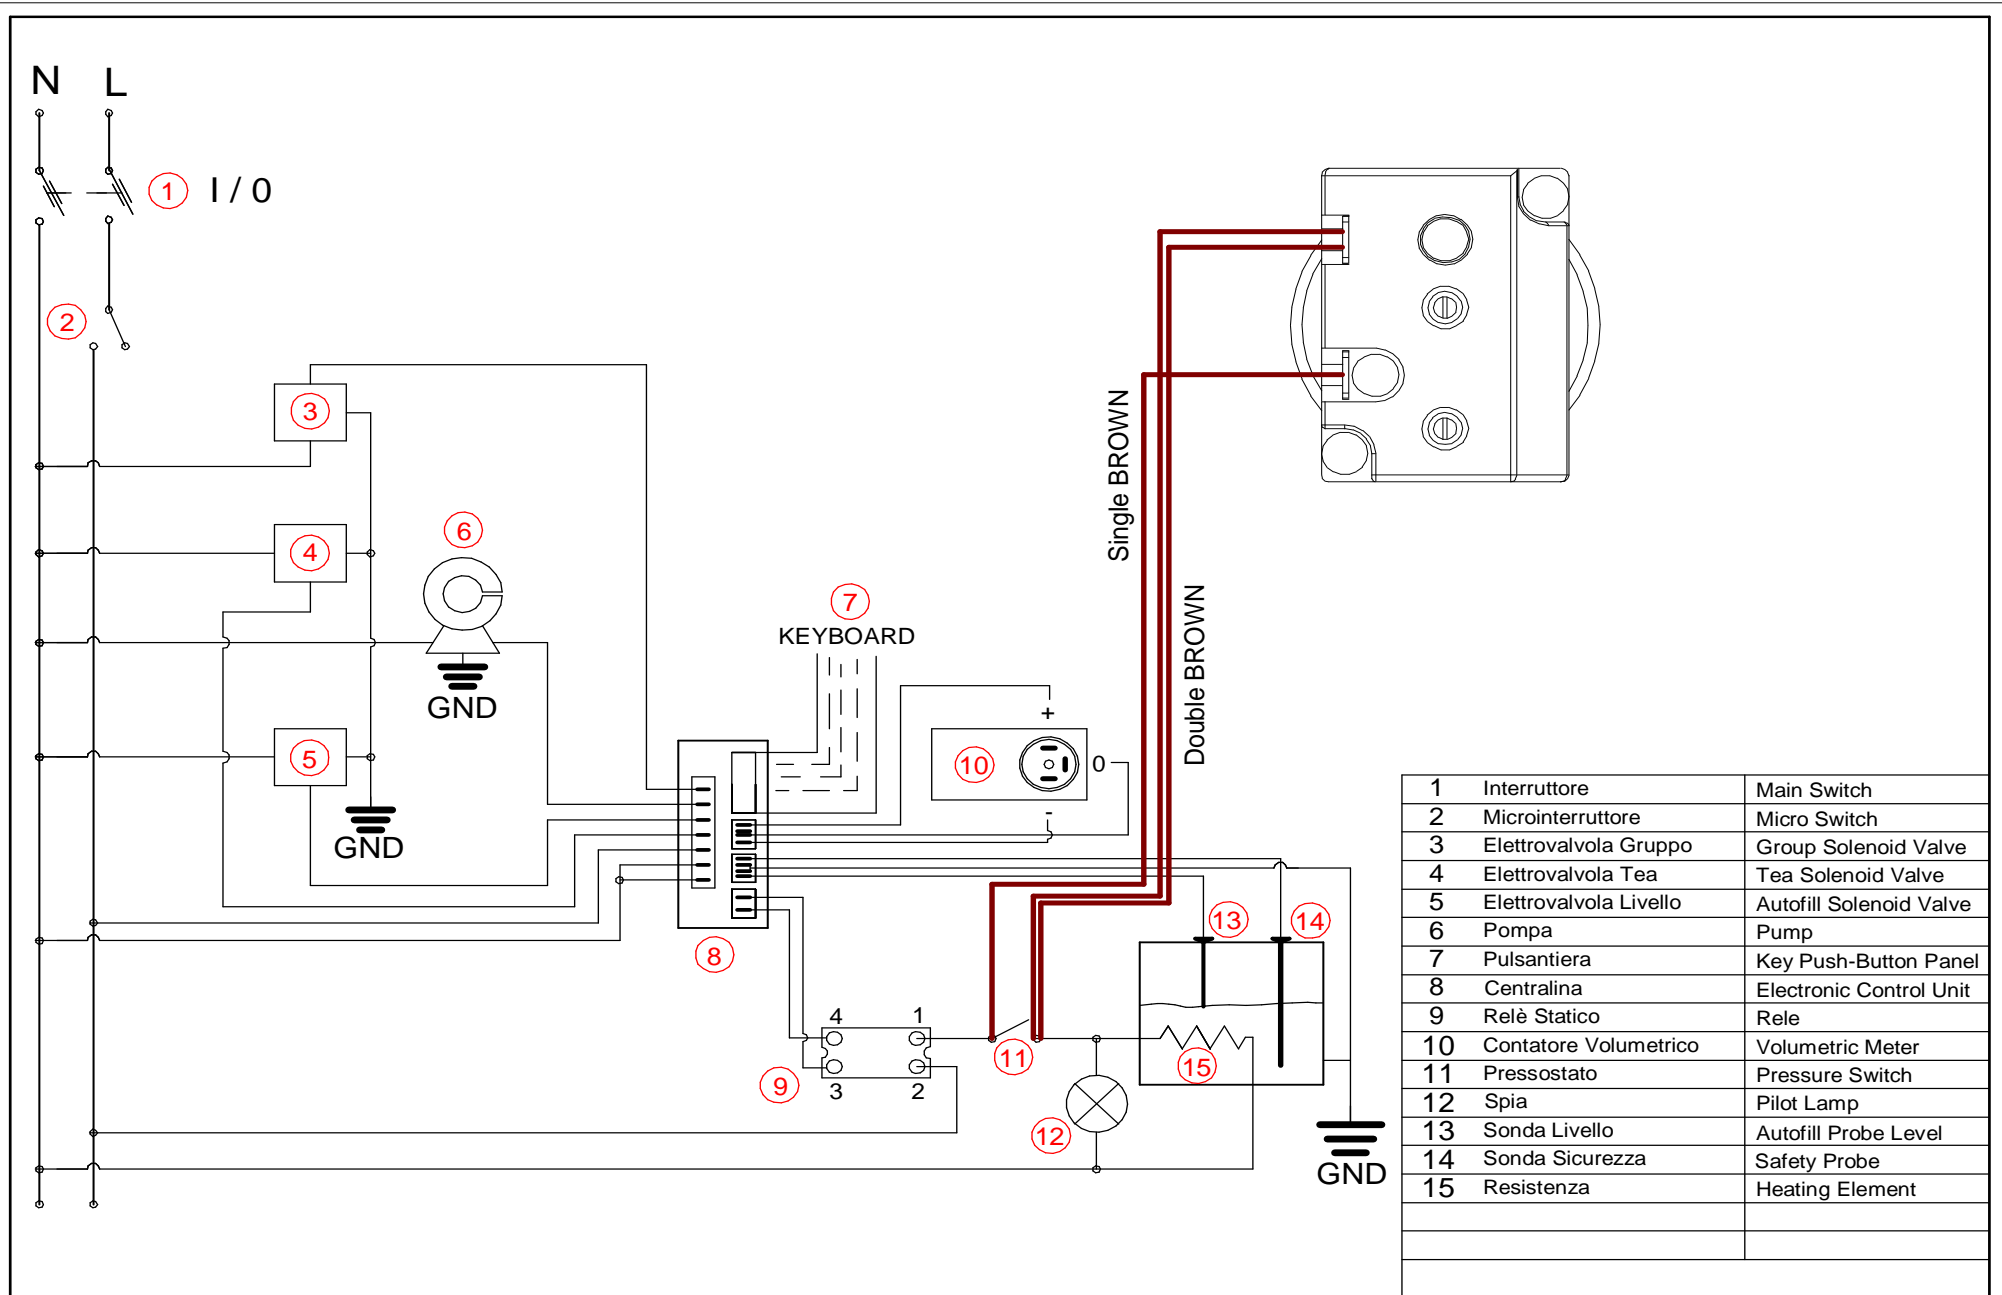 N L
1 I / 0
2
3
4
6
7
KEYBOARD
GND
Single BROWN
Double BROWN
5
GND
+
10 0
-
8
13 14
4 1
11
9
3 2
15
12
GND
1 Interruttore Main Switch
2 Microinterruttore Micro Switch
3 Elettrovalvola Gruppo Group Solenoid Valve
4 Elettrovalvola Tea Tea Solenoid Valve
5 Elettrovalvola Livello Autofill Solenoid Valve
6 Pompa Pump
7 Pulsantiera Key Push-Button Panel
8 Centralina Electronic Control Unit
9 Relè Statico Rele
10 Contatore Volumetrico Volumetric Meter
11 Pressostato Pressure Switch
12 Spia Pilot Lamp
13 Sonda Livello Autofill Probe Level
14 Sonda Sicurezza Safety Probe
15 Resistenza Heating Element